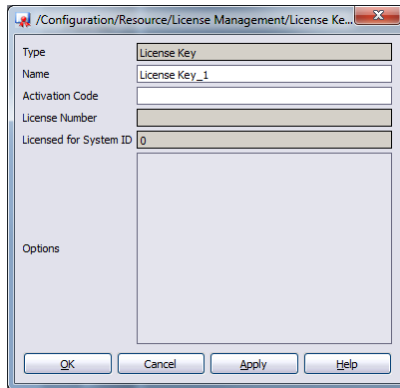 /Configuration/Resource/License Management/License Ke...
Type License Key
Name License Key_1
Activation Code
License Number
Licensed for System ID 0
Options
OK Cancel Apply Help